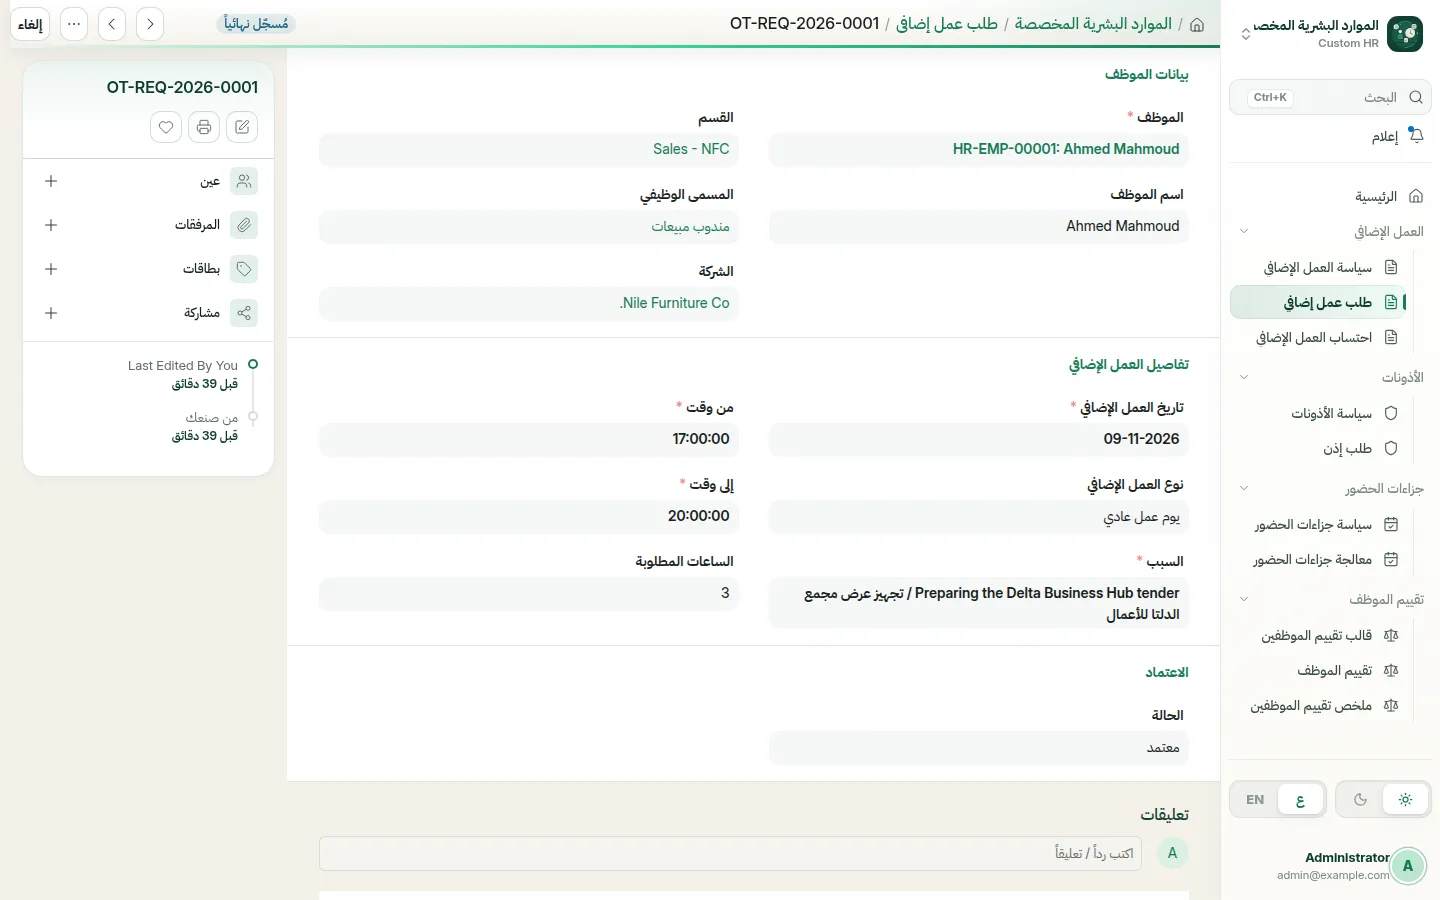 الموارد البشرية المخصص
Custom HR
البحث
Ctrl+K
إعلام
الرئيسية
العمل الإضافي
سياسة العمل الإضافي
طلب عمل إضافي
احتساب العمل الإضافي
الأذونات
سياسة الأذونات
طلب إذن
جزاءات الحضور
سياسة جزاءات الحضور
معالجة جزاءات الحضور
تقييم الموظف
قالب تقييم الموظفين
تقييم الموظف
ملخص تقييم الموظفين
ع
EN
Administrator
admin@example.com
A
الموارد البشرية المخصصة / طلب عمل إضافي / OT-REQ-2026-0001
مُسجّل نهائياً
إلغاء
بيانات الموظف
الموظف *
HR-EMP-00001: Ahmed Mahmoud
القسم
Sales - NFC
اسم الموظف
Ahmed Mahmoud
المسمى الوظيفي
مندوب مبيعات
الشركة
Nile Furniture Co.
تفاصيل العمل الإضافي
تاريخ العمل الإضافي *
09-11-2026
من وقت *
17:00:00
نوع العمل الإضافي
يوم عمل عادي
إلى وقت *
20:00:00
السبب *
Preparing the Delta Business Hub tender / تجهيز عرض مجمع
الدلتا للأعمال
الساعات المطلوبة
3
الاعتماد
الحالة
معتمد
تعليقات
A
اكتب رداً / تعليقاً
OT-REQ-2026-0001
عين
المرفقات
بطاقات
مشاركة
Last Edited By You
قبل 39 دقائق
من صنعك
قبل 39 دقائق